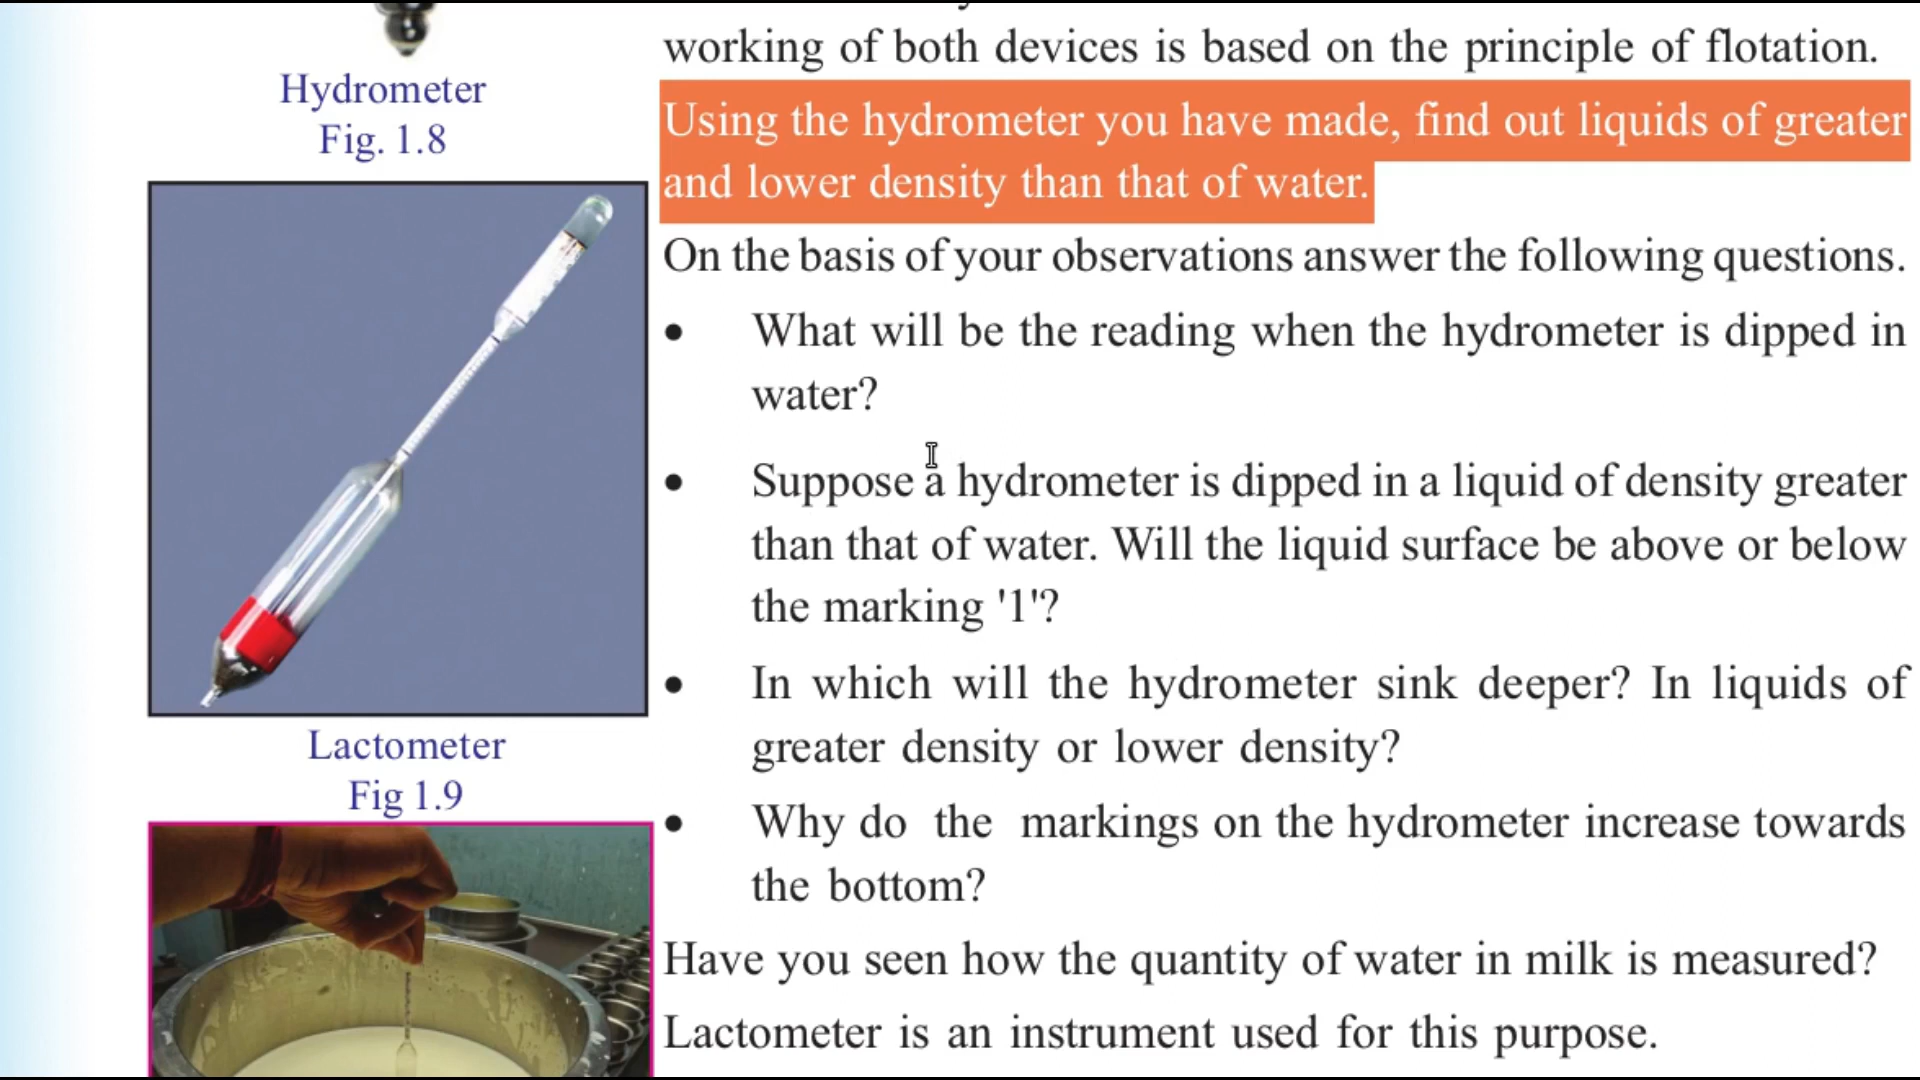 working of both devices is based on the principle of flotation.
Hydrometer
Fig. 1.8
Using the hydrometer you have made, find out liquids of greater
and lower density than that of water.
On the basis of your observations answer the following questions.
• What will be the reading when the hydrometer is dipped in
water?
• Suppose a hydrometer is dipped in a liquid of density greater
than that of water. Will the liquid surface be above or below
the marking '1'?
• In which will the hydrometer sink deeper? In liquids of
greater density or lower density?
Lactometer
Fig 1.9
• Why do the markings on the hydrometer increase towards
the bottom?
Have you seen how the quantity of water in milk is measured?
Lactometer is an instrument used for this purpose.